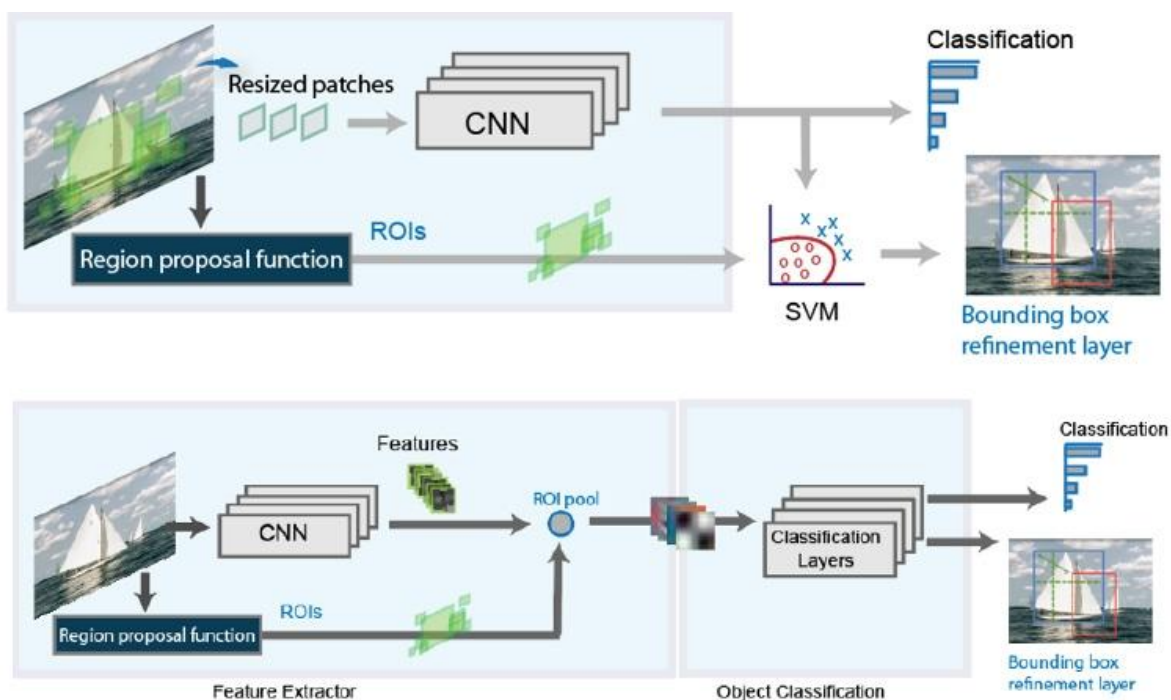 Classification
Resized patches
CNN
ROIs
Region proposal function
SVM
Bounding box
refinement layer
Classification
Features
ROI pool
CNN
Classification
Layers
ROIs
Region proposal function
Bounding box
refinement layer
Feature Extractor
Object Classification